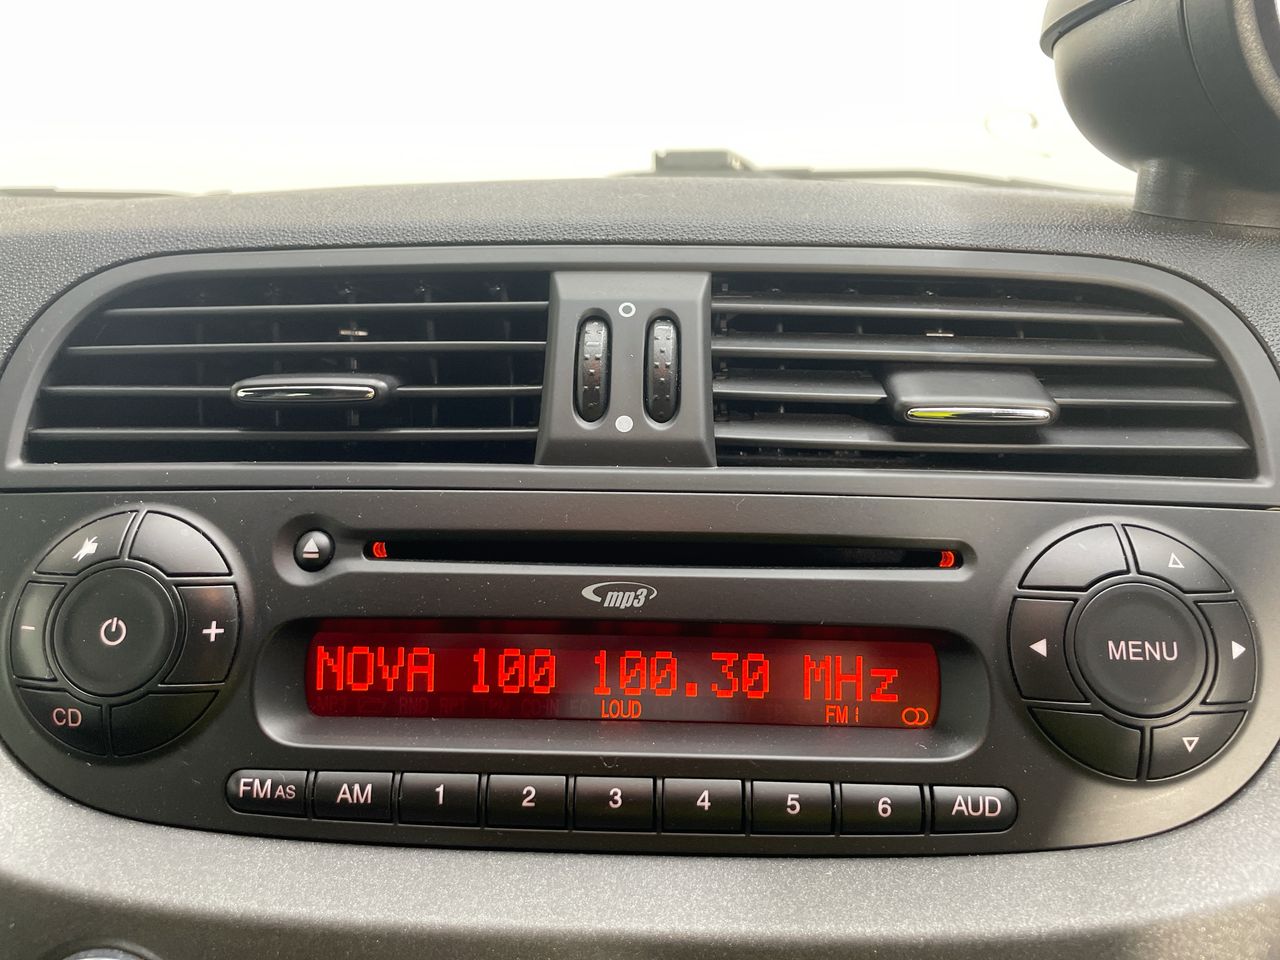 mp3
NOVA 100 100.30 MHz
LOUD FM1
CD
MENU
FM AS AM 1 2 3 4 5 6 AUD